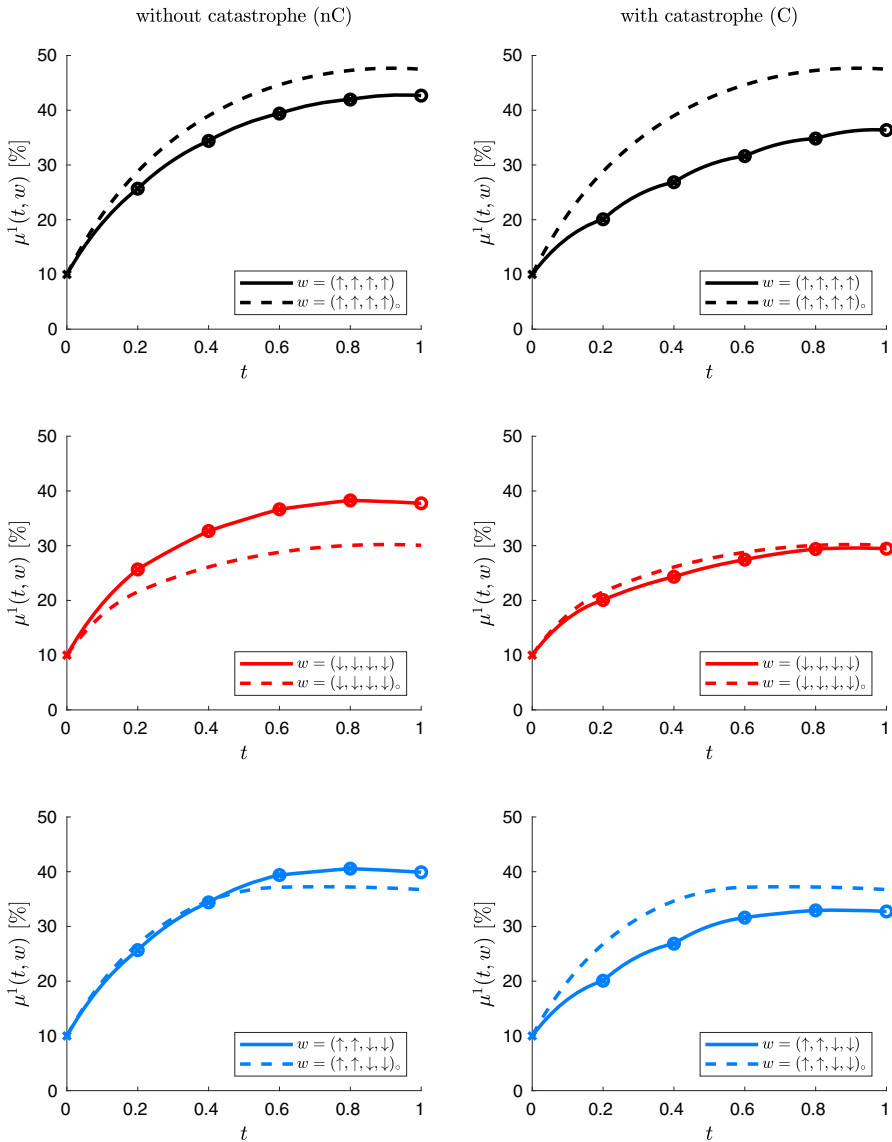 without catastrophe (nC)
with catastrophe (C)
μ¹(t, w) [%]
50
40
30
20
10
0
w = (↑, ↑, ↑, ↑)
w = (↑, ↑, ↑, ↑)∘
0 0.2 0.4 0.6 0.8 1
t
μ¹(t, w) [%]
50
40
30
20
10
0
w = (↑, ↑, ↑, ↑)
w = (↑, ↑, ↑, ↑)∘
0 0.2 0.4 0.6 0.8 1
t
μ¹(t, w) [%]
50
40
30
20
10
0
w = (↓, ↓, ↓, ↓)
w = (↓, ↓, ↓, ↓)∘
0 0.2 0.4 0.6 0.8 1
t
μ¹(t, w) [%]
50
40
30
20
10
0
w = (↓, ↓, ↓, ↓)
w = (↓, ↓, ↓, ↓)∘
0 0.2 0.4 0.6 0.8 1
t
μ¹(t, w) [%]
50
40
30
20
10
0
w = (↑, ↑, ↓, ↓)
w = (↑, ↑, ↓, ↓)∘
0 0.2 0.4 0.6 0.8 1
t
μ¹(t, w) [%]
50
40
30
20
10
0
w = (↑, ↑, ↓, ↓)
w = (↑, ↑, ↓, ↓)∘
0 0.2 0.4 0.6 0.8 1
t